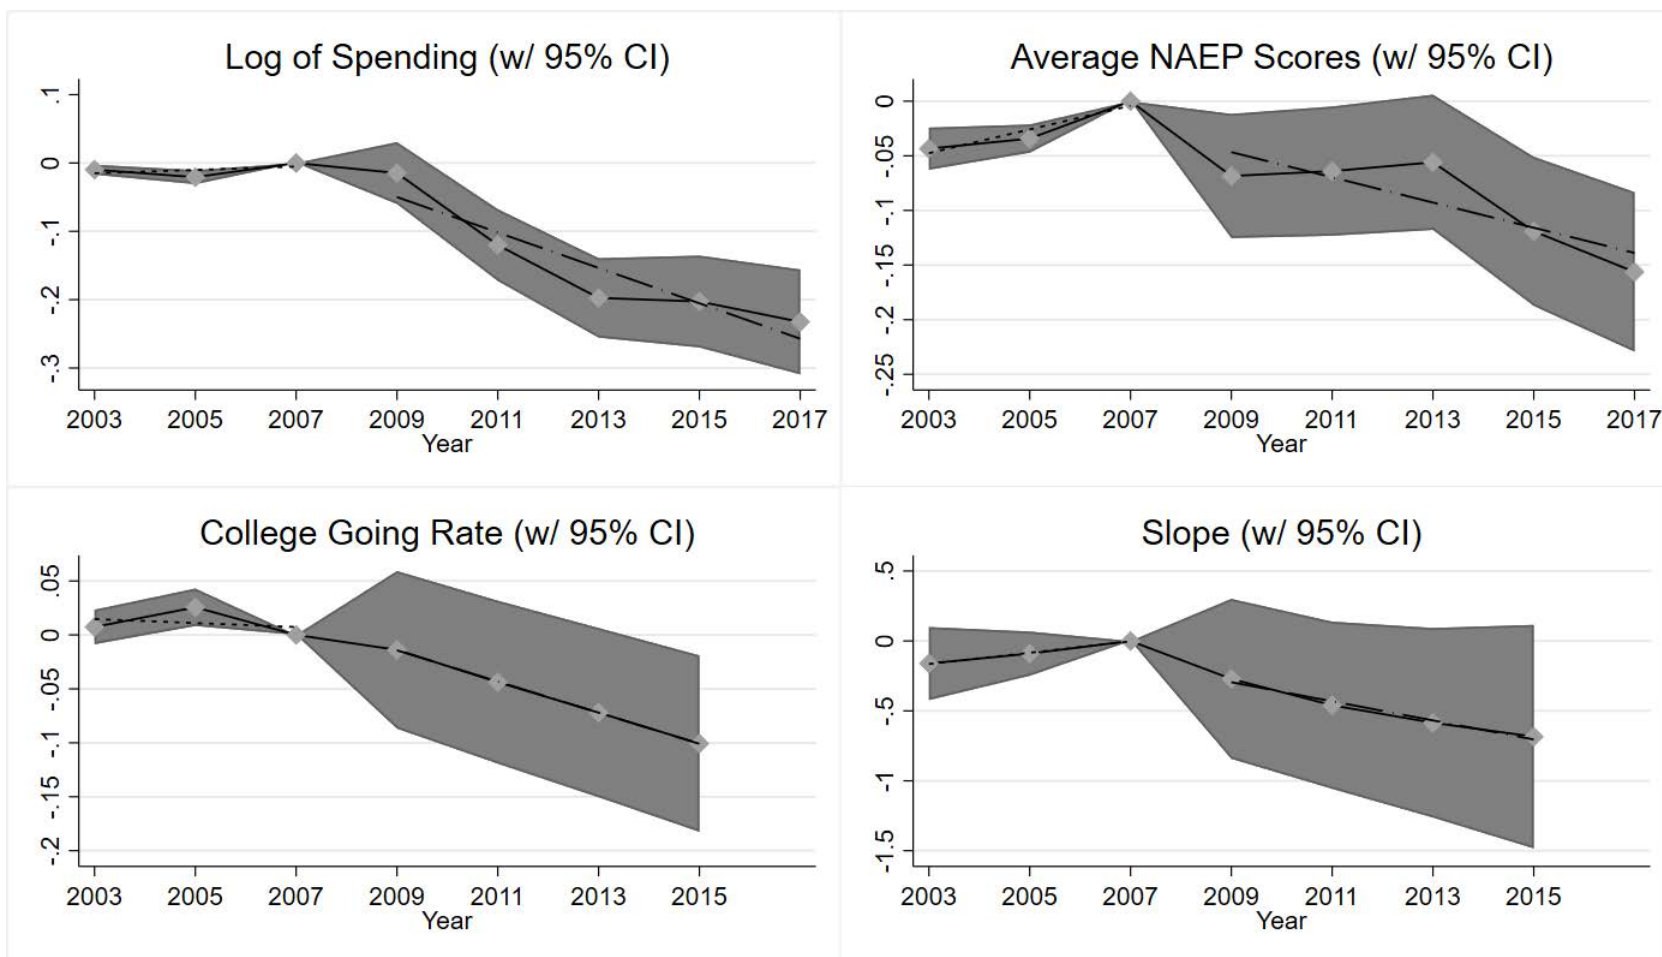 Log of Spending (w/ 95% CI)
.1
0
-.1
-.2
-.3
2003 2005 2007 2009 2011 2013 2015 2017
Year
Average NAEP Scores (w/ 95% CI)
0
-.05
-.1
-.15
-.2
-.25
2003 2005 2007 2009 2011 2013 2015 2017
Year
College Going Rate (w/ 95% CI)
.05
0
-.05
-.1
-.15
-.2
2003 2005 2007 2009 2011 2013 2015
Year
Slope (w/ 95% CI)
.5
0
-.5
-1
-1.5
2003 2005 2007 2009 2011 2013 2015
Year